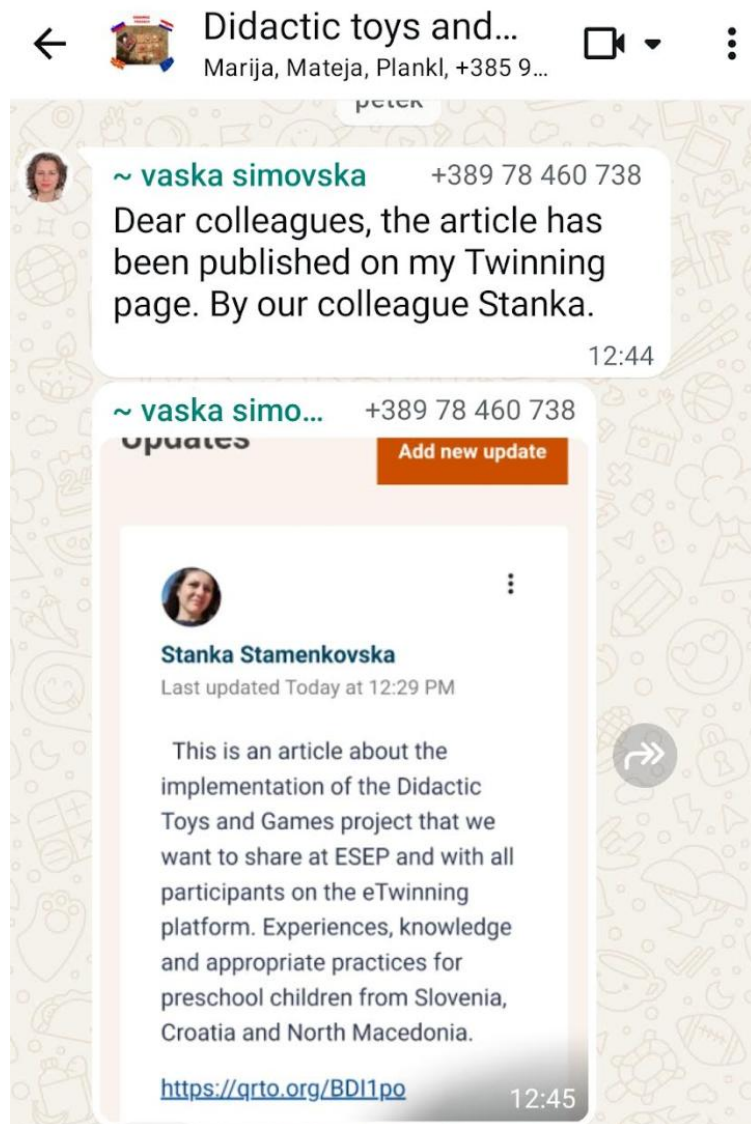 Didactic toys and...
Marija, Mateja, Plankl, +385 9...
petek
~ vaska simovska +389 78 460 738
Dear colleagues, the article has
been published on my Twinning
page. By our colleague Stanka.
12:44
~ vaska simo... +389 78 460 738
Updates
Add new update
Stanka Stamenkovska
Last updated Today at 12:29 PM
This is an article about the
implementation of the Didactic
Toys and Games project that we
want to share at ESEP and with all
participants on the eTwinning
platform. Experiences, knowledge
and appropriate practices for
preschool children from Slovenia,
Croatia and North Macedonia.
https://qrto.org/BDI1po
12:45